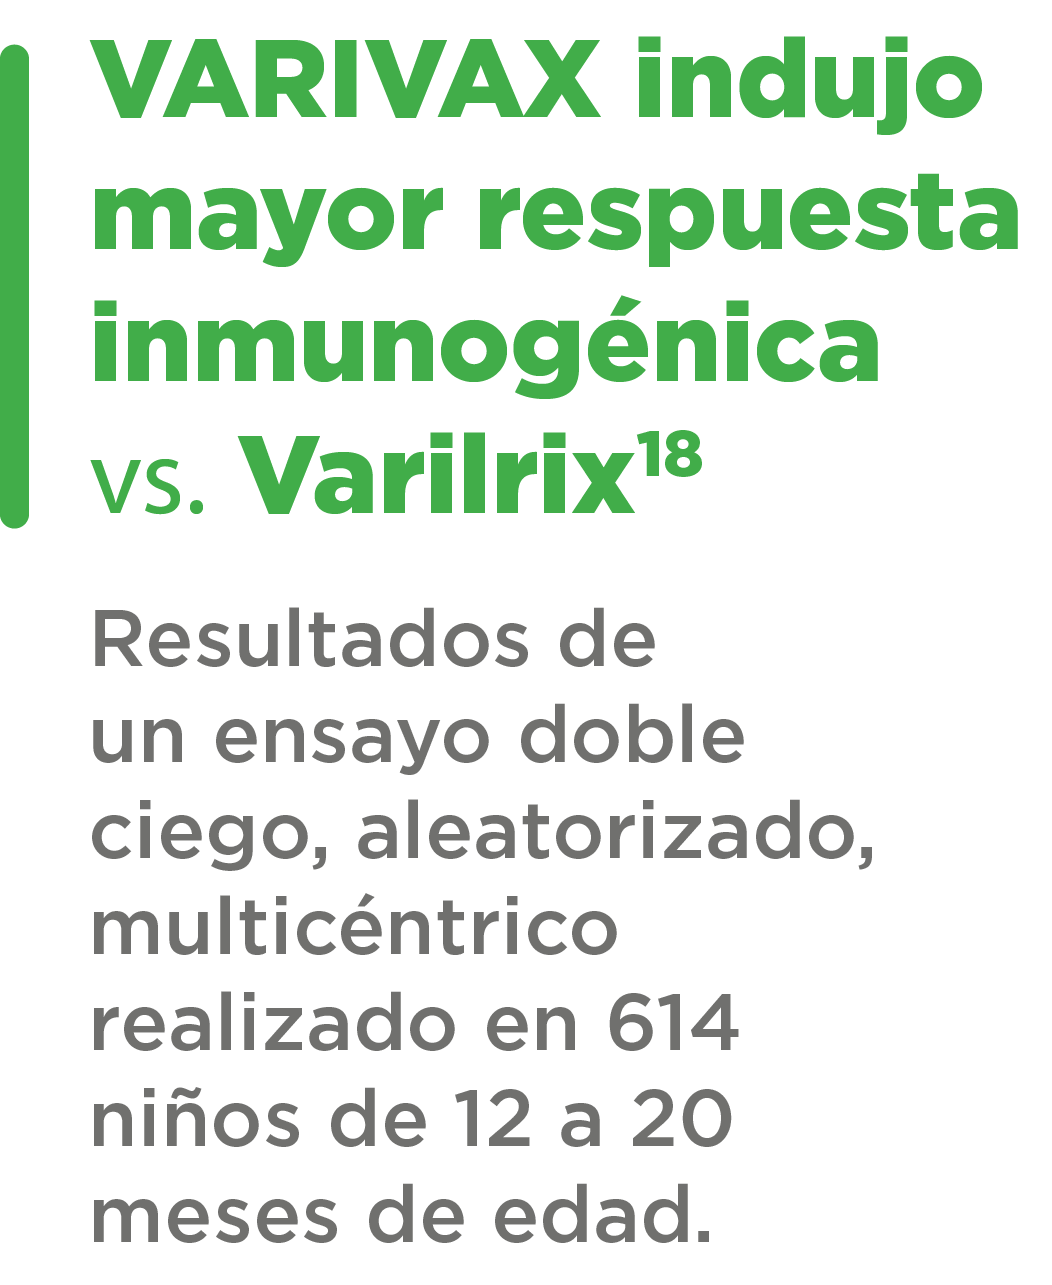 VARIVAX indujo
mayor respuesta
inmunogénica
vs. Varilrix¹⁸
Resultados de
un ensayo doble
ciego, aleatorizado,
multicéntrico
realizado en 614
niños de 12 a 20
meses de edad.